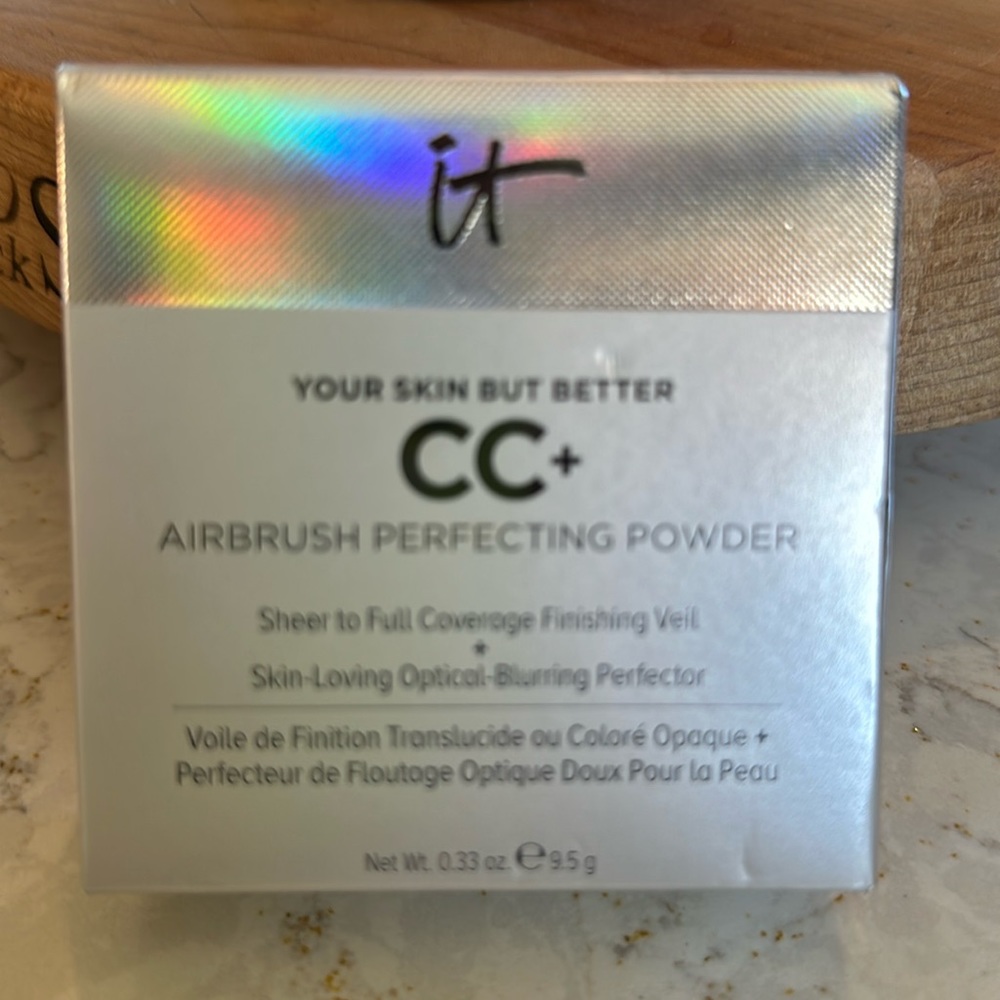 it
YOUR SKIN BUT BETTER
CC+
AIRBRUSH PERFECTING POWDER
Sheer to Full Coverage Finishing Veil
+
Skin-Loving Optical-Blurring Perfector
Voile de Finition Translucide ou Coloré Opaque +
Perfecteur de Floutage Optique Doux Pour la Peau
Net Wt. 0.33 oz. ℮ 9.5 g